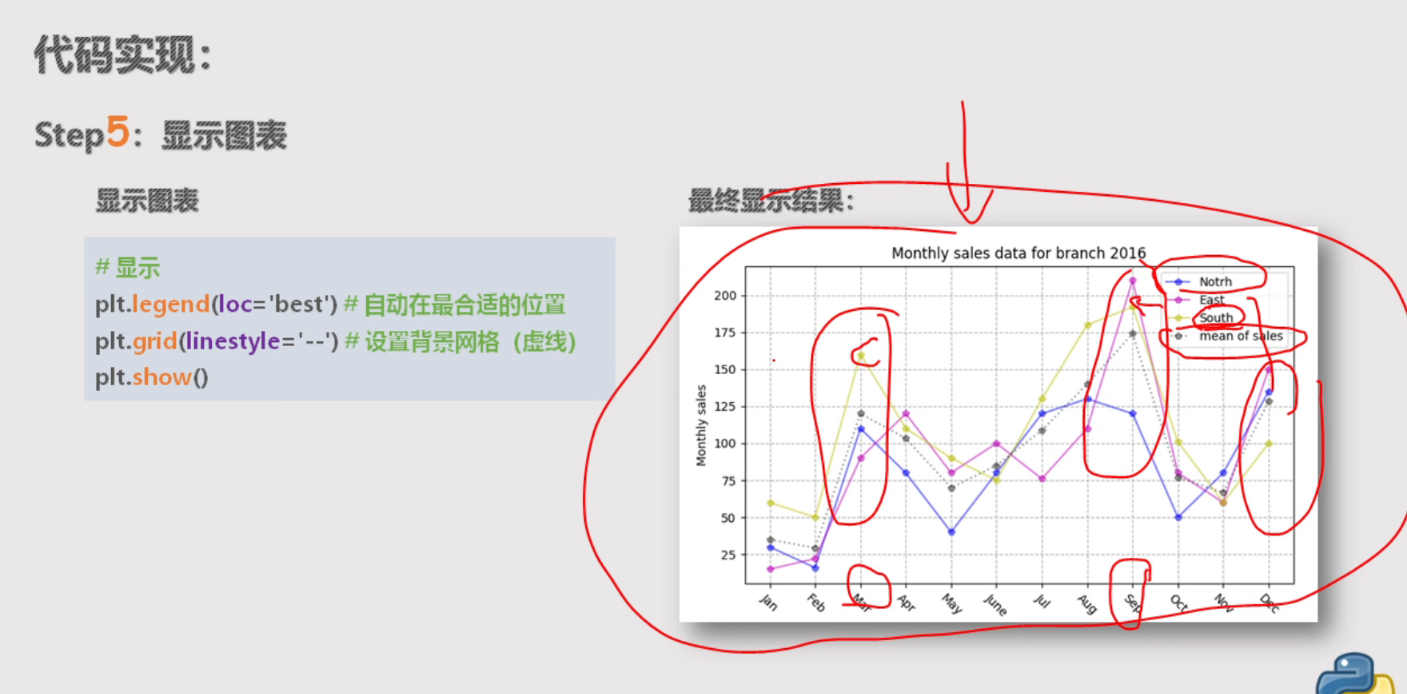 代码实现：
Step5：显示图表
显示图表
# 显示
plt.legend(loc='best') # 自动在最合适的位置
plt.grid(linestyle='--') # 设置背景网格（虚线）
plt.show()
最终显示结果：
Monthly sales data for branch 2016
Notrh
East
South
mean of sales
Monthly sales
200
175
150
125
100
75
50
25
Jan
Feb
Mar
Apr
May
June
Jul
Aug
Sep
Oct
Nov
Dec